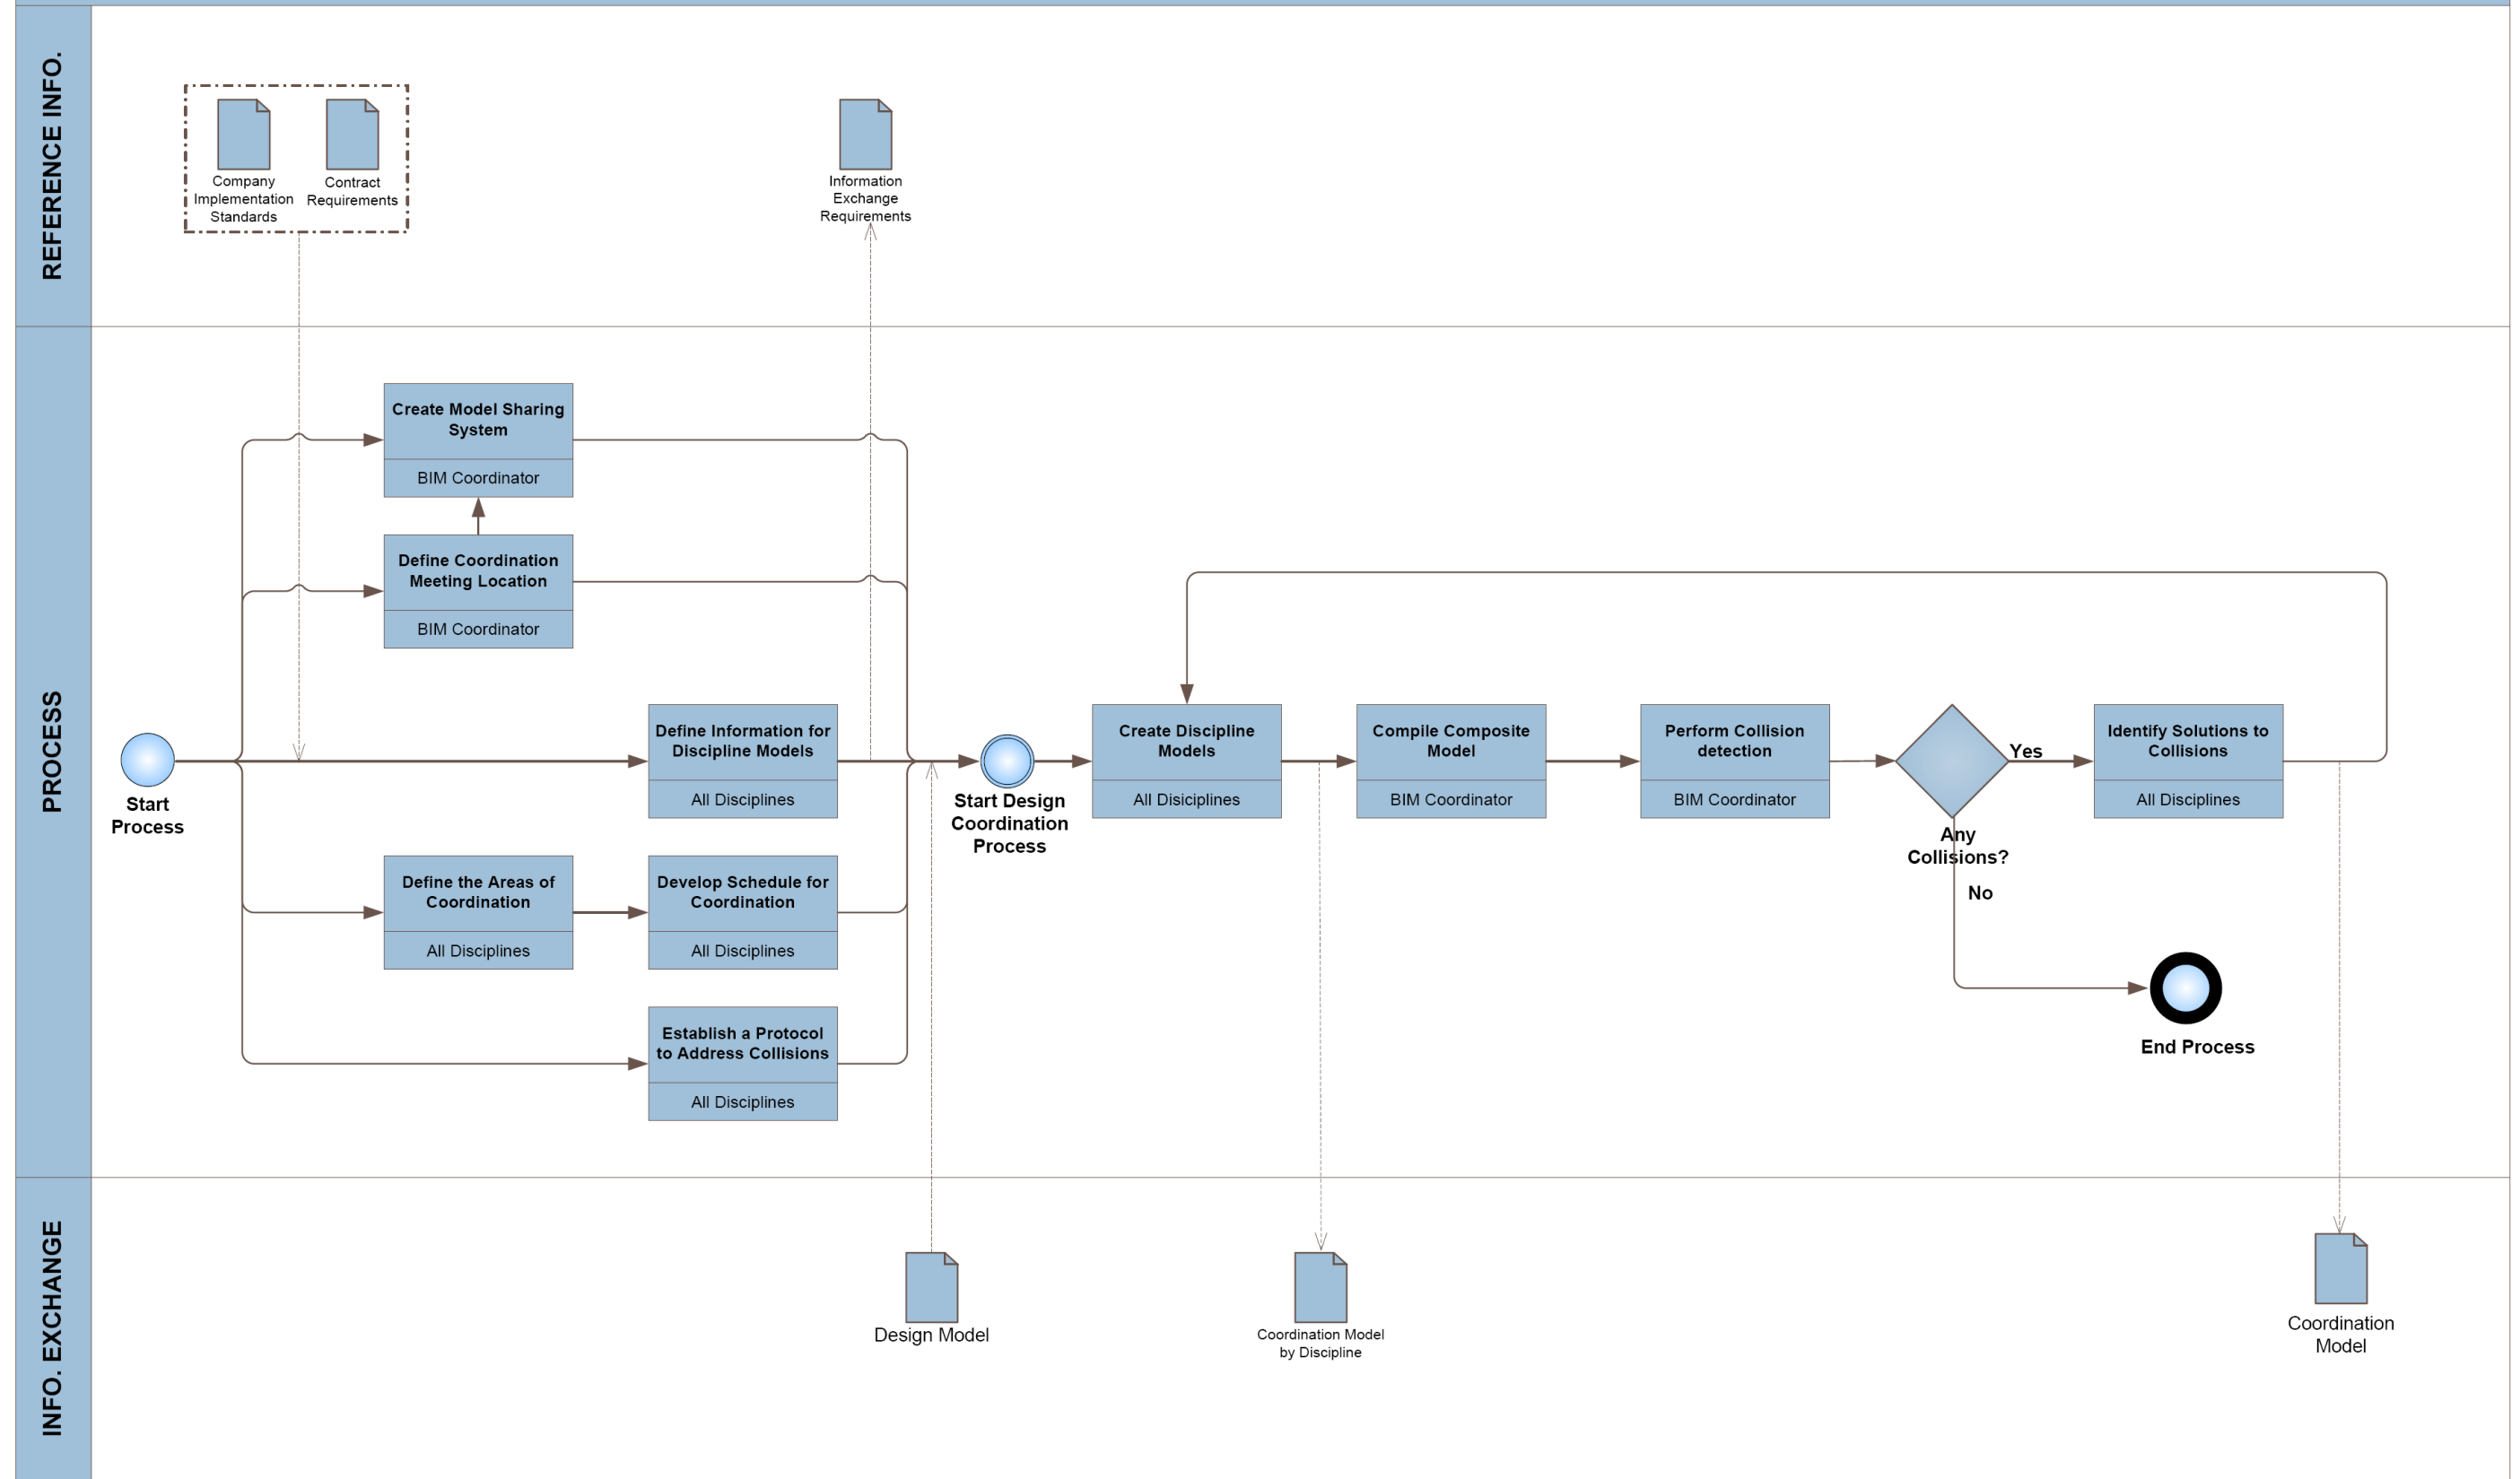 REFERENCE INFO.
Company
Implementation
Standards
Contract
Requirements
Information
Exchange
Requirements
PROCESS
Create Model Sharing
System
BIM Coordinator
Define Coordination
Meeting Location
BIM Coordinator
Start
Process
Define Information for
Discipline Models
All Disciplines
Define the Areas of
Coordination
All Disciplines
Develop Schedule for
Coordination
All Disciplines
Establish a Protocol
to Address Collisions
All Disciplines
Start Design
Coordination
Process
Create Discipline
Models
All Disiciplines
Compile Composite
Model
BIM Coordinator
Perform Collision
detection
BIM Coordinator
Any
Collisions?
Yes
No
Identify Solutions to
Collisions
All Disciplines
End Process
INFO. EXCHANGE
Design Model
Coordination Model
by Discipline
Coordination
Model